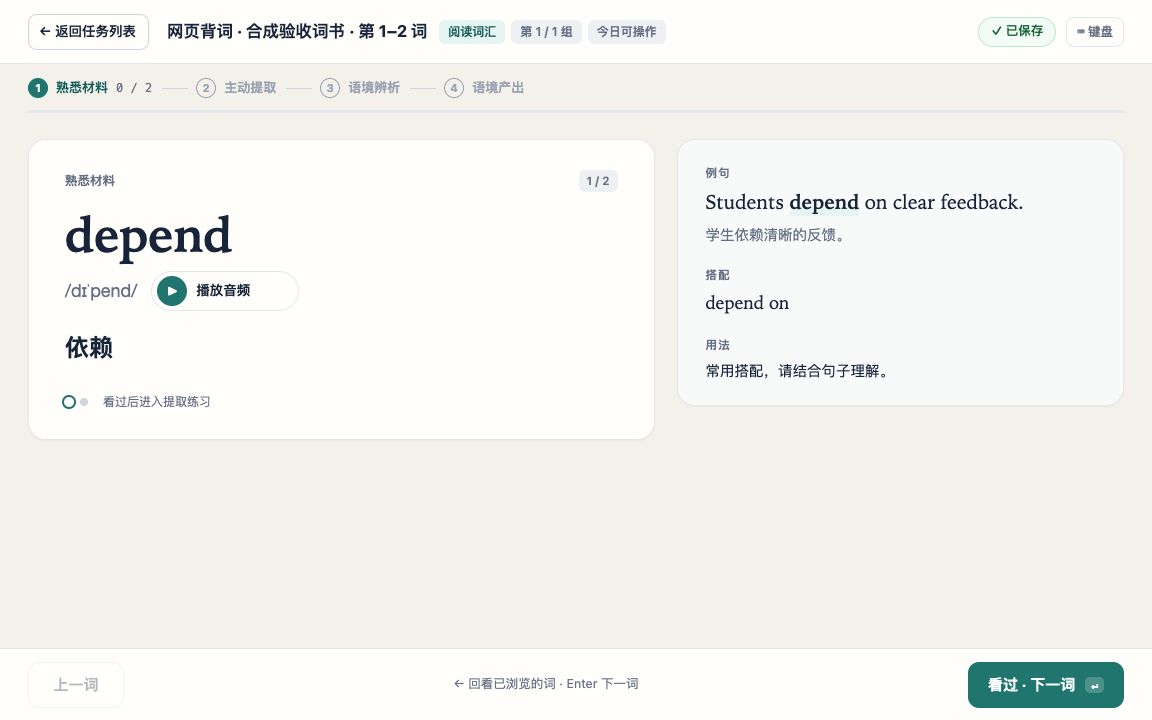 ← 返回任务列表 网页背词 · 合成验收词书 · 第 1–2 词 阅读词汇 第 1 / 1 组 今日可操作 ✓ 已保存 ⌨ 键盘
1 熟悉材料 0 / 2 2 主动提取 3 语境辨析 4 语境产出
熟悉材料 1 / 2
depend
/dɪˈpend/ 播放音频
依赖
看过后进入提取练习
例句
Students depend on clear feedback.
学生依赖清晰的反馈。
搭配
depend on
用法
常用搭配，请结合句子理解。
上一词 ← 回看已浏览的词 · Enter 下一词 看过 · 下一词 ↵